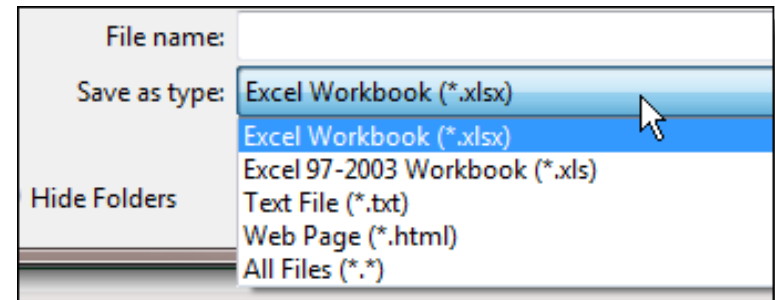 File name:
Save as type: Excel Workbook (*.xlsx)
Excel Workbook (*.xlsx)
Excel 97-2003 Workbook (*.xls)
Hide Folders
Text File (*.txt)
Web Page (*.html)
All Files (*.*)